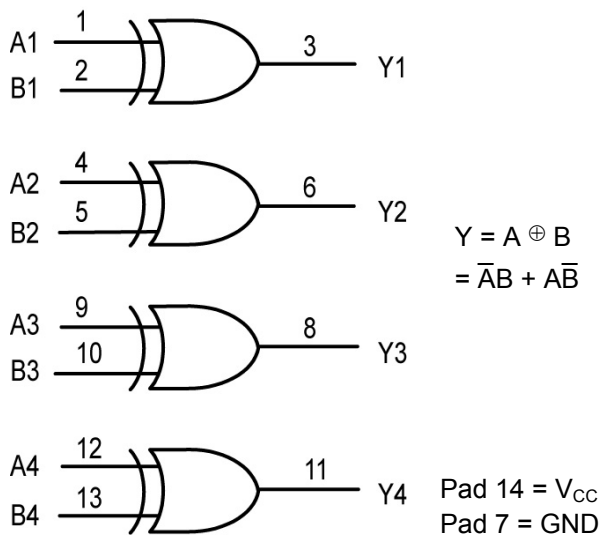 A1 1
B1 2
3 Y1
A2 4
B2 5
6 Y2
Y = A ⊕ B
= A̅B + AB̅
A3 9
B3 10
8 Y3
A4 12
B4 13
11 Y4
Pad 14 = VCC
Pad 7 = GND